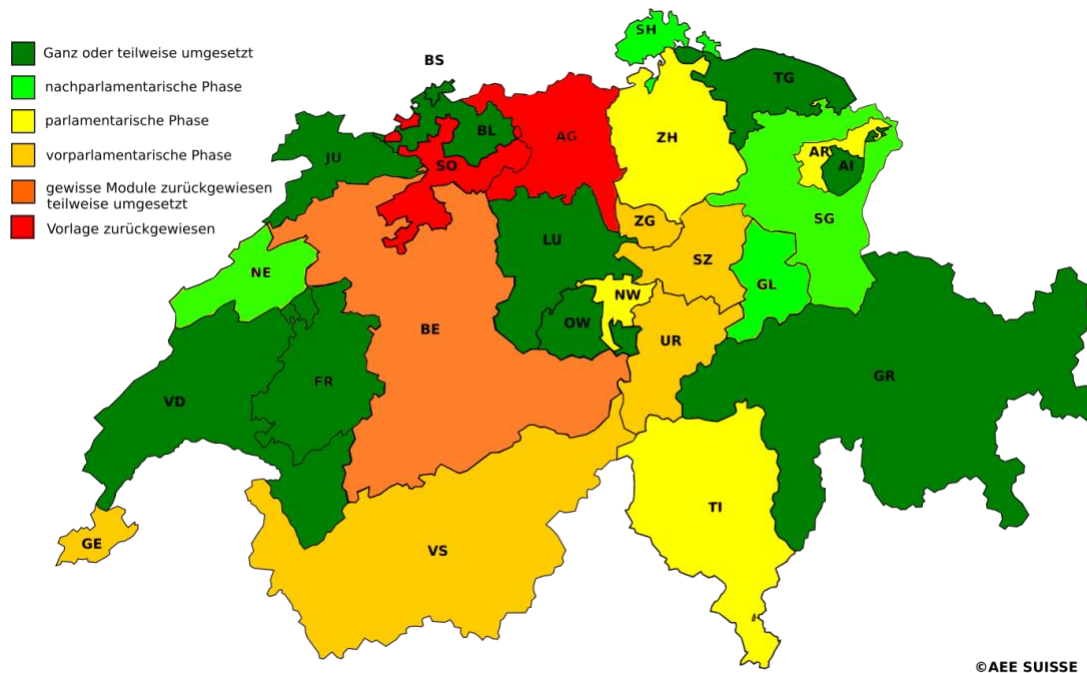 Ganz oder teilweise umgesetzt
nachparlamentarische Phase
parlamentarische Phase
vorparlamentarische Phase
gewisse Module zurückgewiesen
teilweise umgesetzt
Vorlage zurückgewiesen
SH
BS
TG
BL
AG
ZH
JU
SO
AR
AI
ZG
SG
LU
SZ
NE
GL
NW
OW
BE
UR
FR
GR
VD
TI
GE
VS
©AEE SUISSE